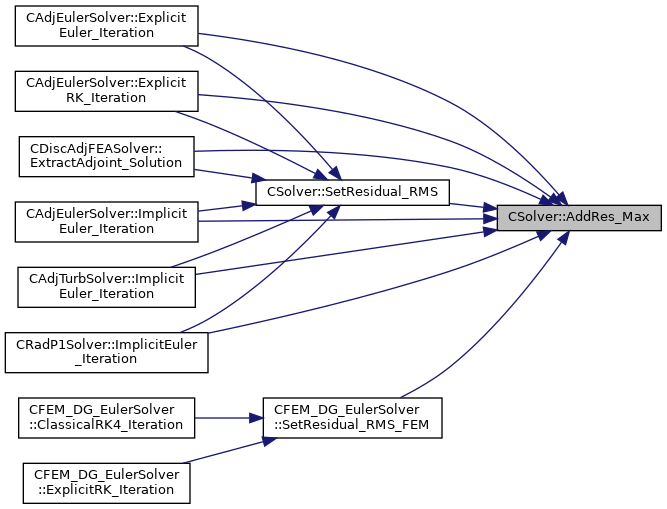 CAdjEulerSolver::Explicit
Euler_Iteration
CAdjEulerSolver::Explicit
RK_Iteration
CDiscAdjFEASolver::
ExtractAdjoint_Solution
CSolver::SetResidual_RMS
CSolver::AddRes_Max
CAdjEulerSolver::Implicit
Euler_Iteration
CAdjTurbSolver::Implicit
Euler_Iteration
CRadP1Solver::ImplicitEuler
_Iteration
CFEM_DG_EulerSolver
::ClassicalRK4_Iteration
CFEM_DG_EulerSolver
::SetResidual_RMS_FEM
CFEM_DG_EulerSolver
::ExplicitRK_Iteration